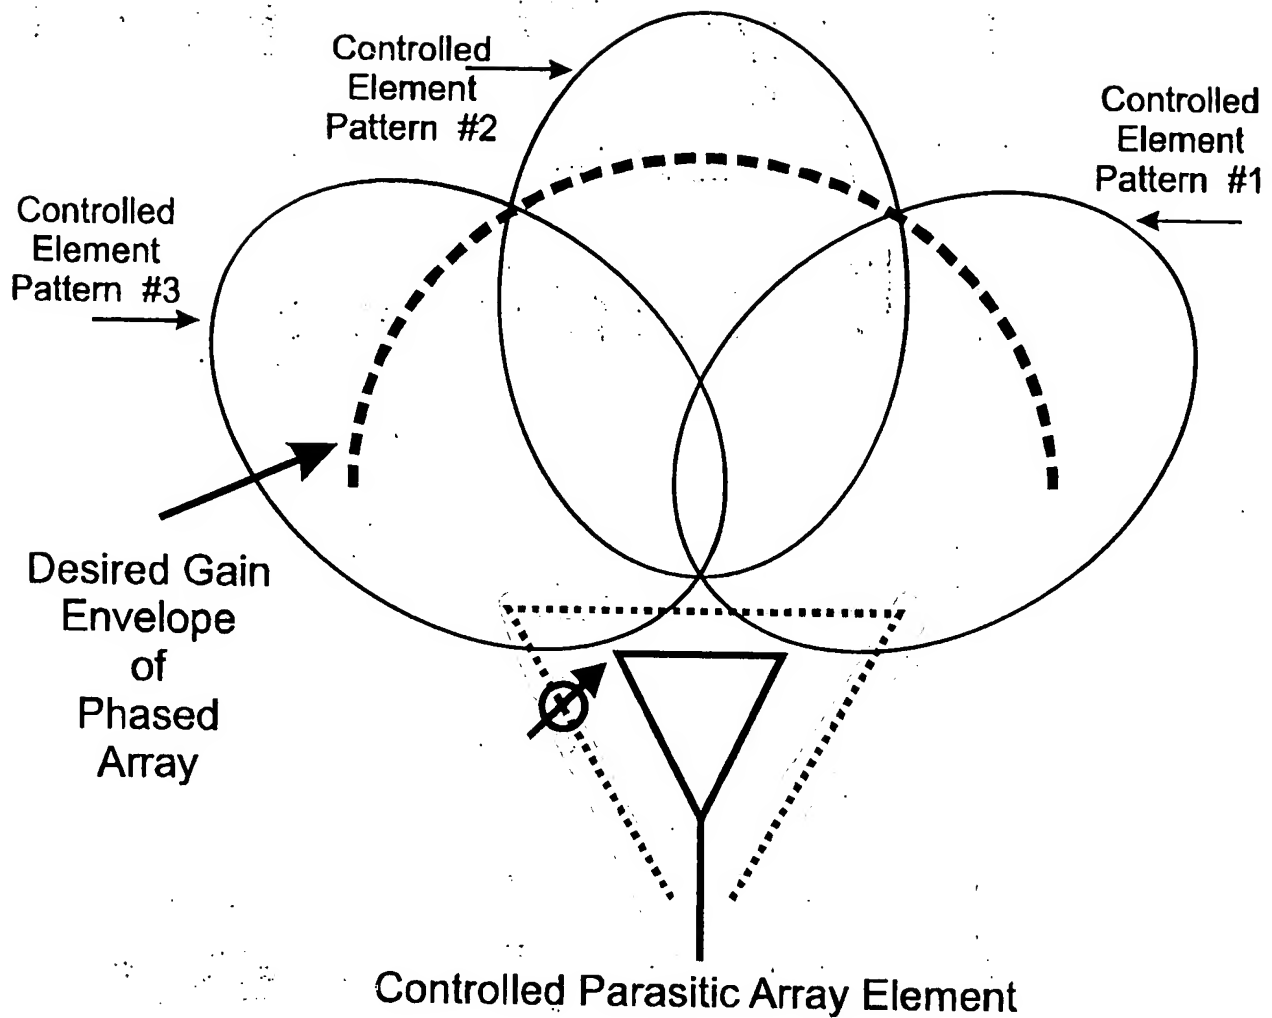 Controlled
Element
Pattern #2
Controlled
Element
Pattern #1
Controlled
Element
Pattern #3
Desired Gain
Envelope
of
Phased
Array
Controlled Parasitic Array Element